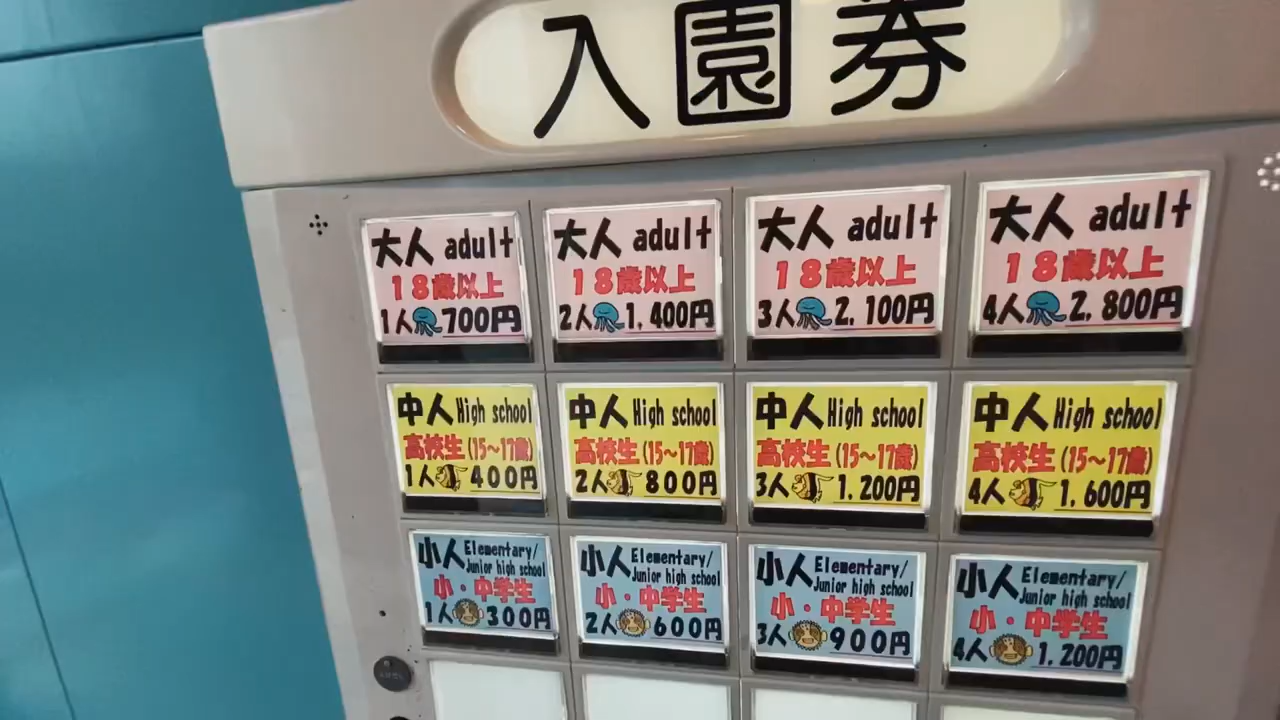 入園券
大人 adult
18歳以上
1人 700円
大人 adult
18歳以上
2人 1,400円
大人 adult
18歳以上
3人 2,100円
大人 adult
18歳以上
4人 2,800円
中人 High school
高校生 (15～17歳)
1人 400円
中人 High school
高校生 (15～17歳)
2人 800円
中人 High school
高校生 (15～17歳)
3人 1,200円
中人 High school
高校生 (15～17歳)
4人 1,600円
小人 Elementary/
Junior high school
小・中学生
1人 300円
小人 Elementary/
Junior high school
小・中学生
2人 600円
小人 Elementary/
Junior high school
小・中学生
3人 900円
小人 Elementary/
Junior high school
小・中学生
4人 1,200円